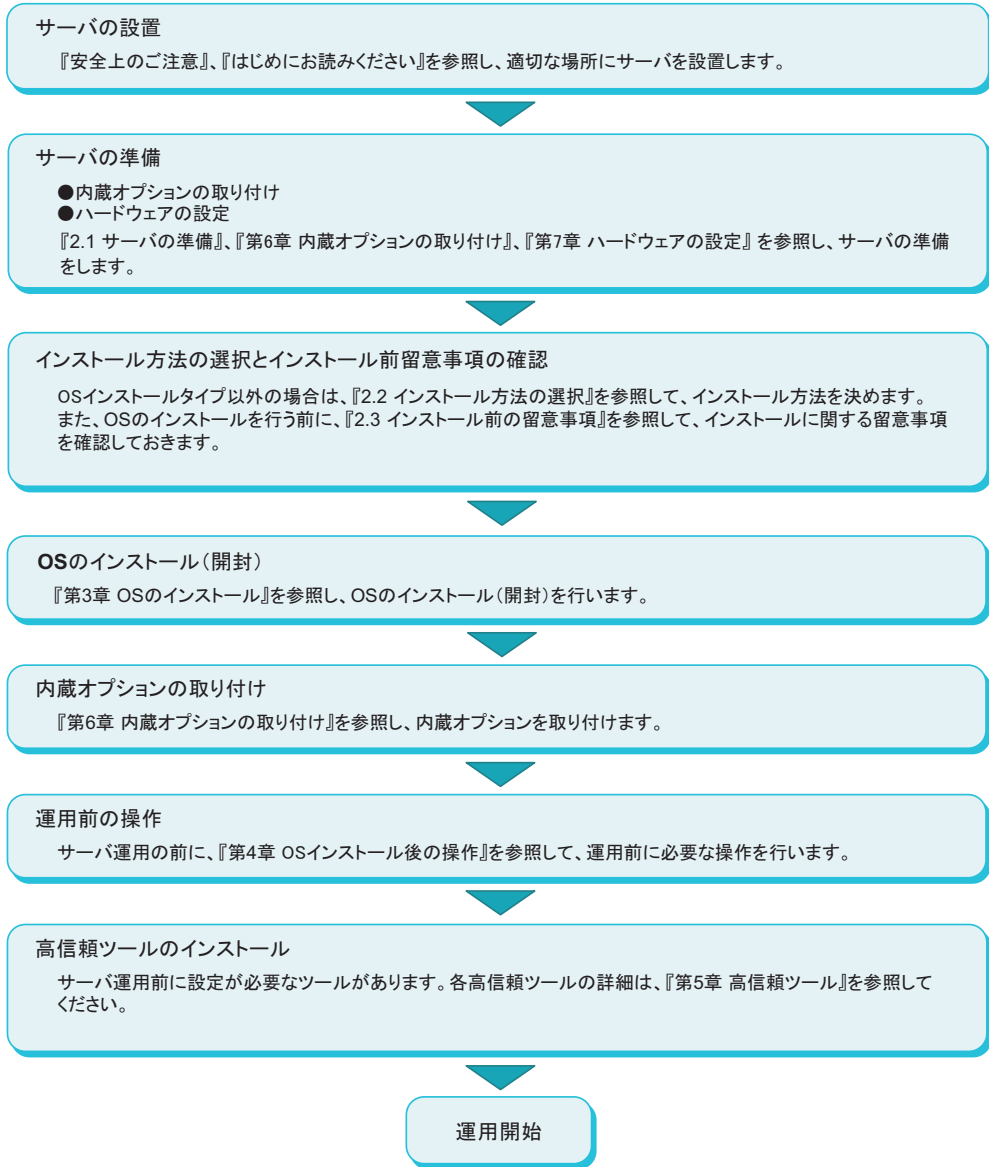 サーバの設置
『安全上のご注意』、『はじめにお読みください』を参照し、適切な場所にサーバを設置します。
サーバの準備
●内蔵オプションの取り付け
●ハードウェアの設定
『2.1 サーバの準備』、『第6章 内蔵オプションの取り付け』、『第7章 ハードウェアの設定』 を参照し、サーバの準備
をします。
インストール方法の選択とインストール前留意事項の確認
OSインストールタイプ以外の場合は、『2.2 インストール方法の選択』を参照して、インストール方法を決めます。
また、OSのインストールを行う前に、『2.3 インストール前の留意事項』を参照して、インストールに関する留意事項
を確認しておきます。
OSのインストール（開封）
『第3章 OSのインストール』を参照し、OSのインストール（開封）を行います。
内蔵オプションの取り付け
『第6章 内蔵オプションの取り付け』を参照し、内蔵オプションを取り付けます。
運用前の操作
サーバ運用の前に、『第4章 OSインストール後の操作』を参照して、運用前に必要な操作を行います。
高信頼ツールのインストール
サーバ運用前に設定が必要なツールがあります。各高信頼ツールの詳細は、『第5章 高信頼ツール』を参照して
ください。
運用開始